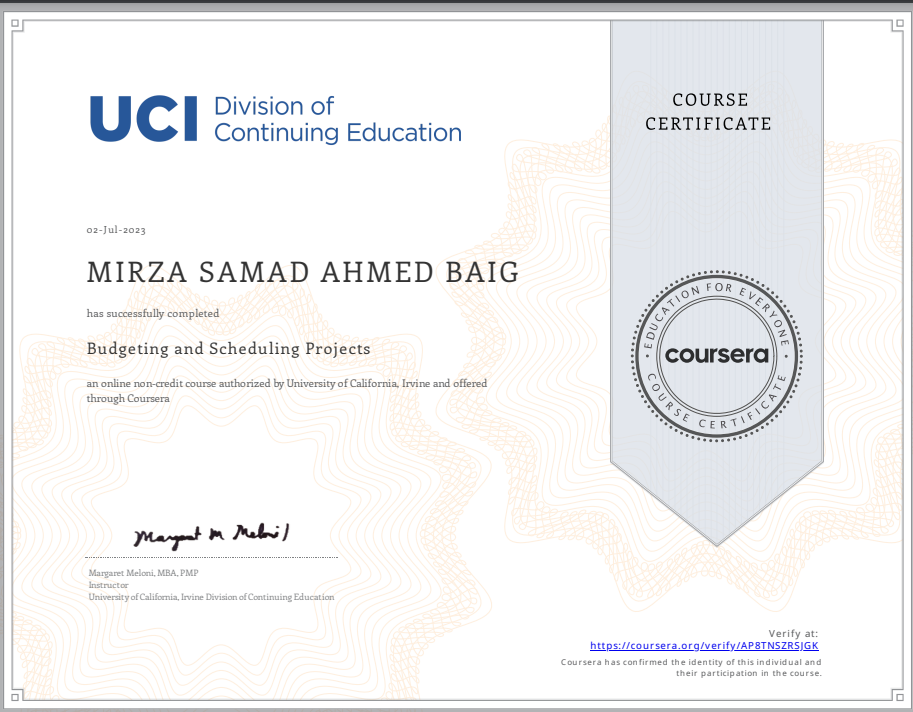 UCI Division of
Continuing Education
COURSE
CERTIFICATE
02-Jul-2023
MIRZA SAMAD AHMED BAIG
has successfully completed
Budgeting and Scheduling Projects
an online non-credit course authorized by University of California, Irvine and offered
through Coursera
EDUCATION FOR EVERYONE
coursera
COURSE CERTIFICATE
Margaret M Meloni
Margaret Meloni, MBA, PMP
Instructor
University of California, Irvine Division of Continuing Education
Verify at:
https://coursera.org/verify/AP8TNSZRSJGK
Coursera has confirmed the identity of this individual and
their participation in the course.